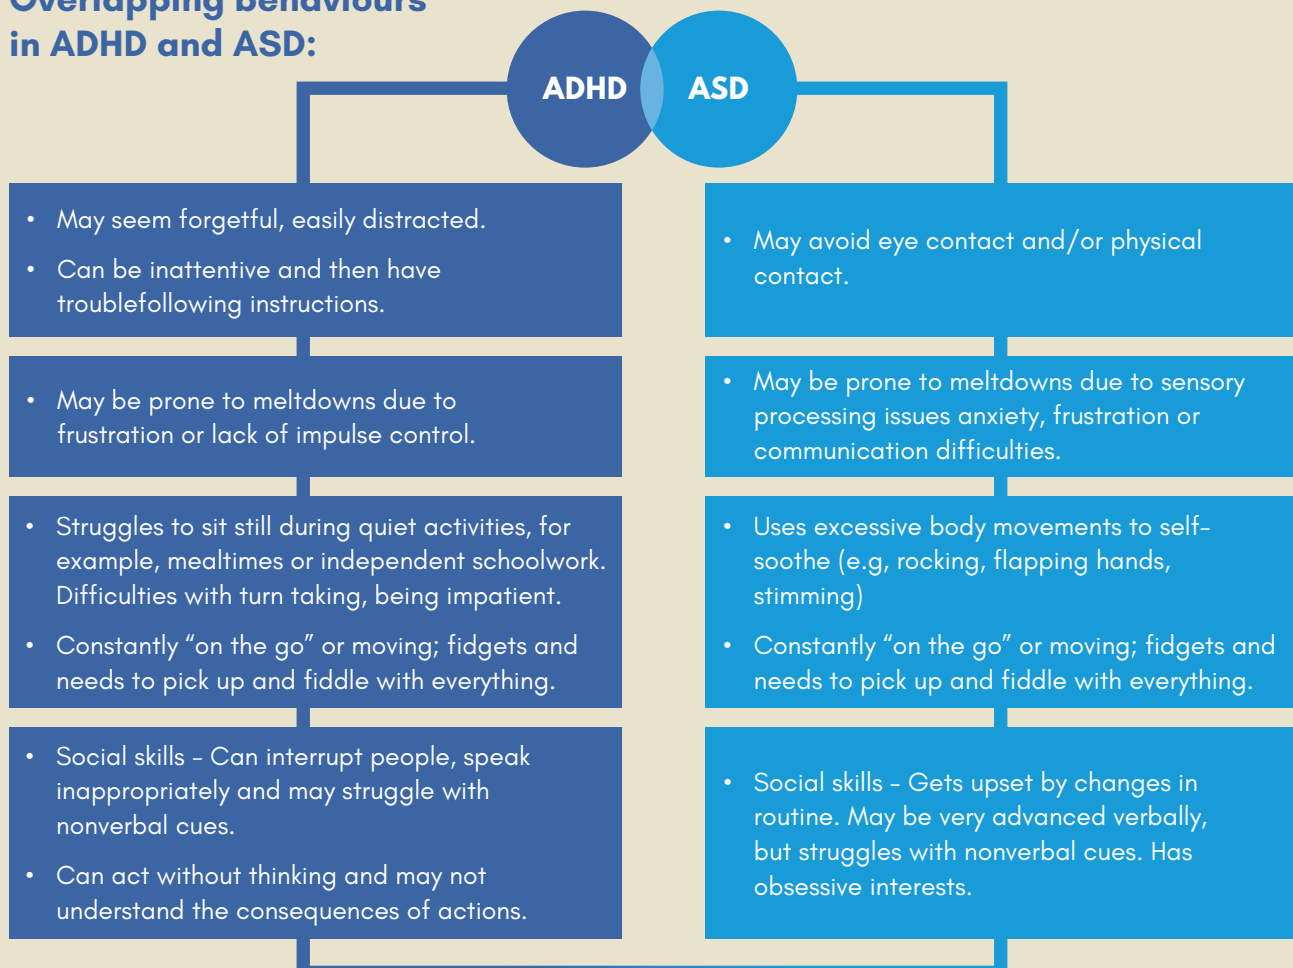 Overlapping behaviours
in ADHD and ASD:
ADHD
ASD
• May seem forgetful, easily distracted.
• Can be inattentive and then have
troublefollowing instructions.
• May avoid eye contact and/or physical
contact.
• May be prone to meltdowns due to
frustration or lack of impulse control.
• May be prone to meltdowns due to sensory
processing issues anxiety, frustration or
communication difficulties.
• Struggles to sit still during quiet activities, for
example, mealtimes or independent schoolwork.
Difficulties with turn taking, being impatient.
• Constantly “on the go” or moving; fidgets and
needs to pick up and fiddle with everything.
• Uses excessive body movements to self-
soothe (e.g, rocking, flapping hands,
stimming)
• Constantly “on the go” or moving; fidgets and
needs to pick up and fiddle with everything.
• Social skills – Can interrupt people, speak
inappropriately and may struggle with
nonverbal cues.
• Can act without thinking and may not
understand the consequences of actions.
• Social skills – Gets upset by changes in
routine. May be very advanced verbally,
but struggles with nonverbal cues. Has
obsessive interests.